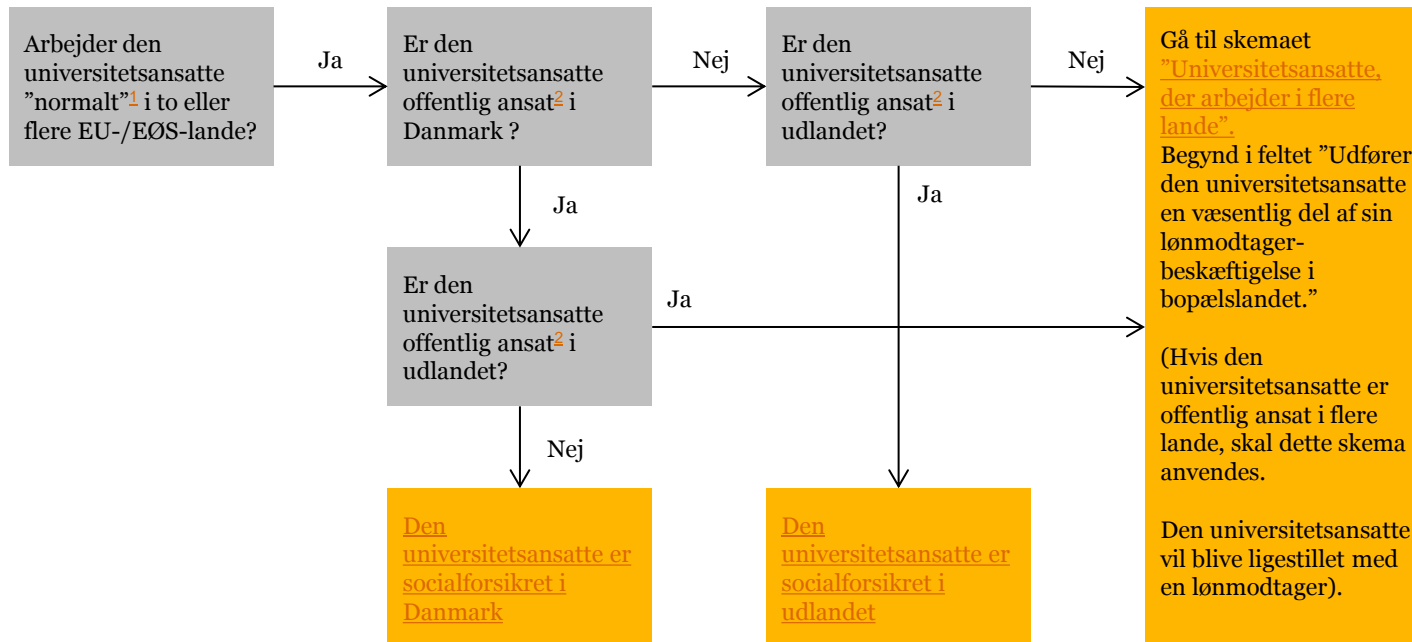 Arbejder den
universitetsansatte
”normalt”1 i to eller
flere EU-/EØS-lande?
Ja
Er den
universitetsansatte
offentlig ansat2 i
Danmark ?
Nej
Er den
universitetsansatte
offentlig ansat2 i
udlandet?
Nej
Gå til skemaet
”Universitetsansatte,
der arbejder i flere
lande”.
Begynd i feltet ”Udfører
den universitetsansatte
en væsentlig del af sin
lønmodtager-
beskæftigelse i
bopælslandet.”
(Hvis den
universitetsansatte er
offentlig ansat i flere
lande, skal dette skema
anvendes.
Den universitetsansatte
vil blive ligestillet med
en lønmodtager).
Ja
Ja
Er den
universitetsansatte
offentlig ansat2 i
udlandet?
Ja
Nej
Den
universitetsansatte er
socialforsikret i
Danmark
Den
universitetsansatte er
socialforsikret i
udlandet